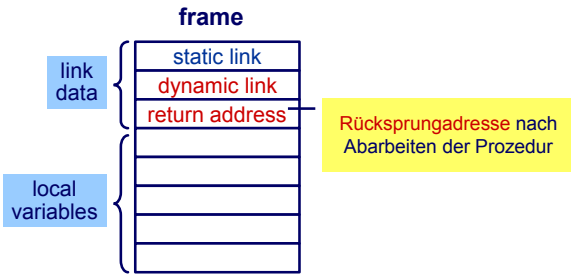 frame
link
data
static link
dynamic link
return address
Rücksprungadresse nach
Abarbeiten der Prozedur
local
variables